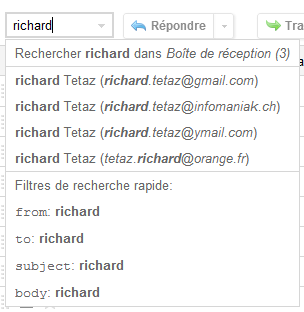 richard Répondre Tra
Rechercher richard dans Boîte de réception (3)
richard Tetaz (richard.tetaz@gmail.com)
richard Tetaz (richard.tetaz@infomaniak.ch)
richard Tetaz (richard.tetaz@ymail.com)
richard Tetaz (tetaz.richard@orange.fr)
Filtres de recherche rapide:
from: richard
to: richard
subject: richard
body: richard